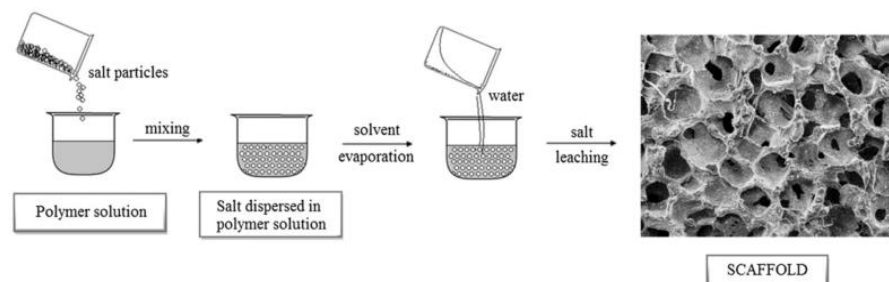 salt particles
mixing
Polymer solution
Salt dispersed in
polymer solution
solvent
evaporation
water
salt
leaching
SCAFFOLD